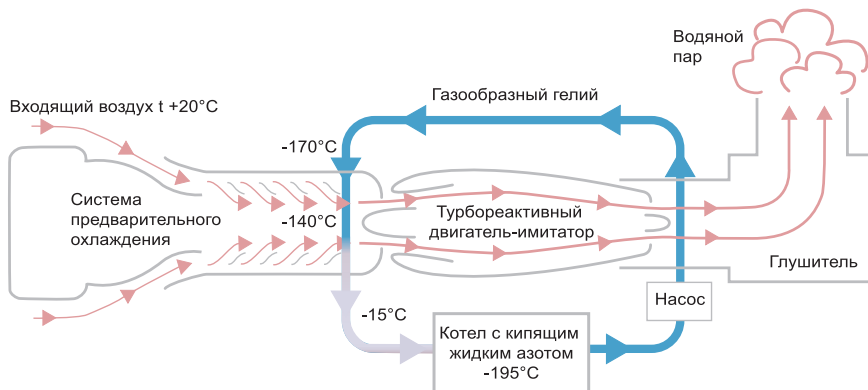 Водяной
пар
Газообразный гелий
Входящий воздух t +20°C
-170°C
Система
предварительного
охлаждения
-140°C
Турбореактивный
двигатель-имитатор
Глушитель
-15°C
Насос
Котел с кипящим
жидким азотом
-195°C